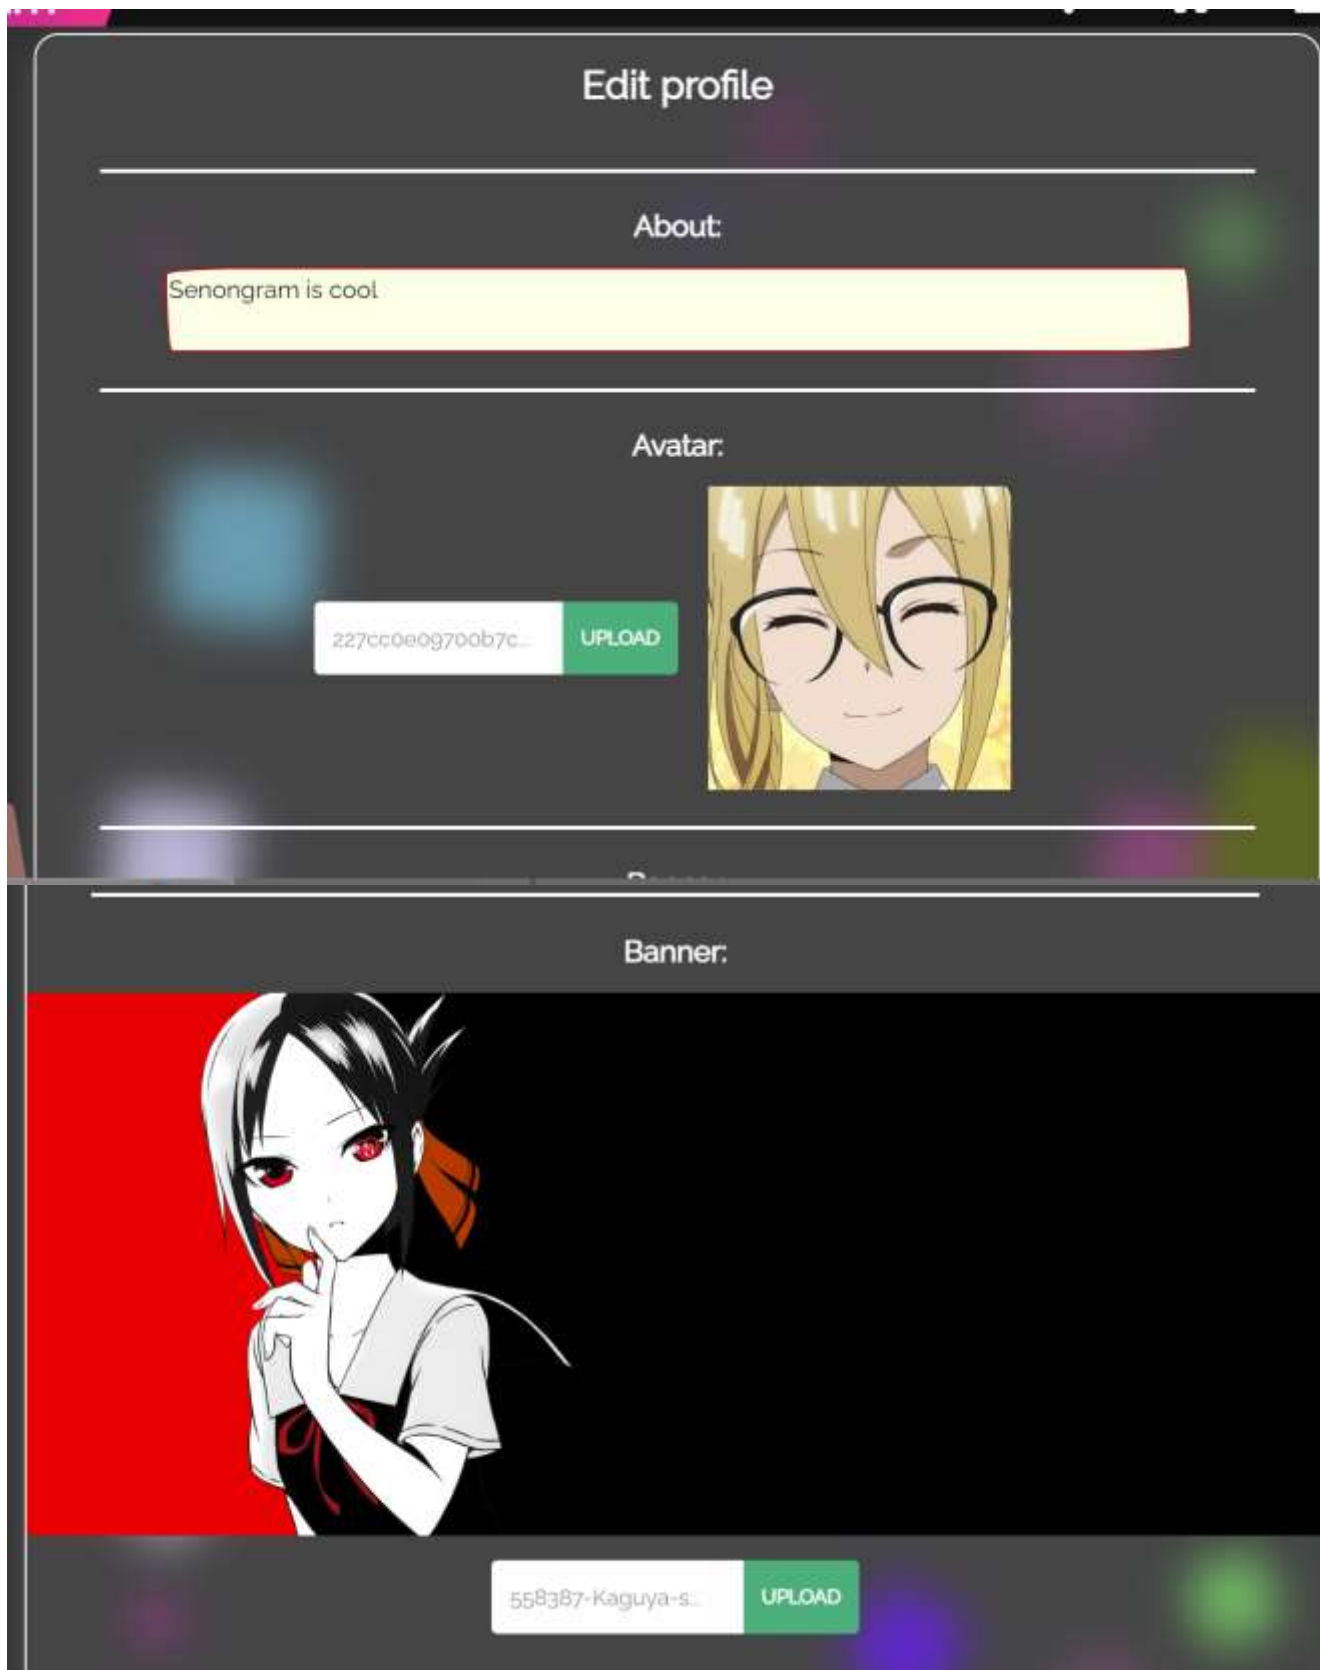 Edit profile
About:
Senongram is cool
Avatar:
227cc0e09700b7c...
UPLOAD
Banner:
558387-Kaguya-s...
UPLOAD